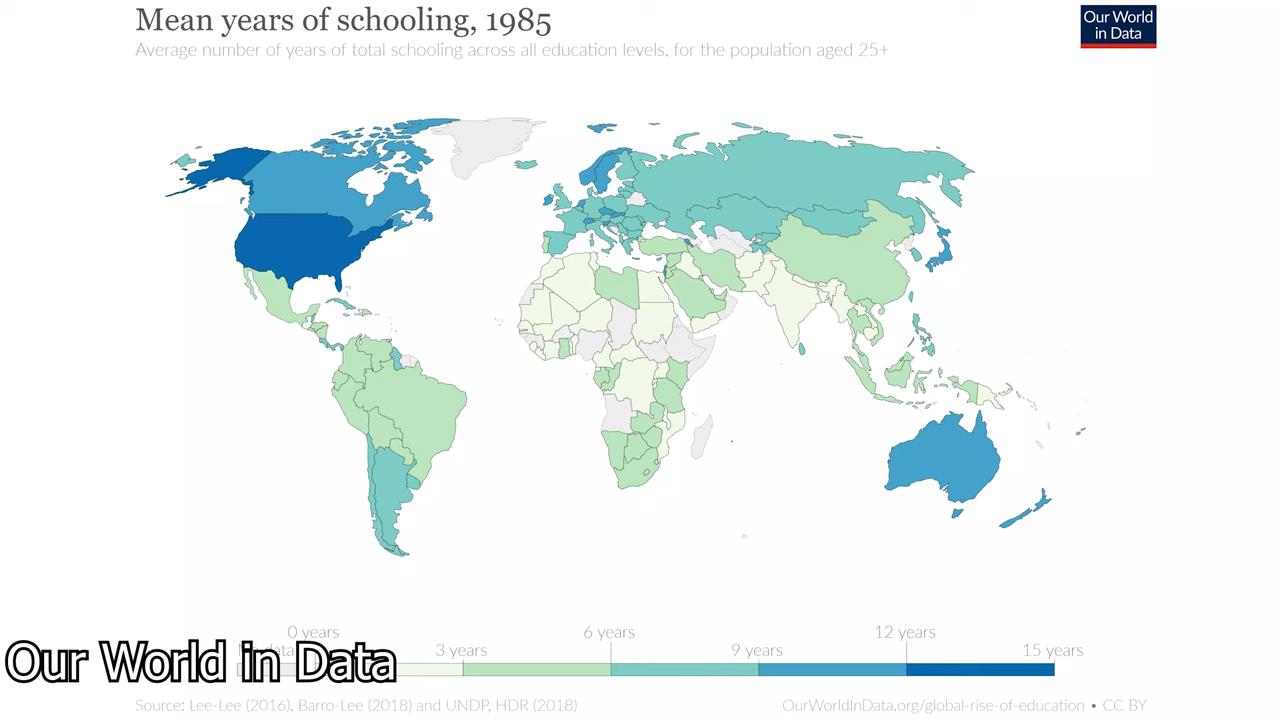 Mean years of schooling, 1985
Average number of years of total schooling across all education levels, for the population aged 25+
Our World
in Data
0 years
6 years
12 years
3 years
9 years
15 years
Our World in Data
Source: Lee-Lee (2016), Barro-Lee (2018) and UNDP, HDR (2018)
OurWorldInData.org/global-rise-of-education • CC BY